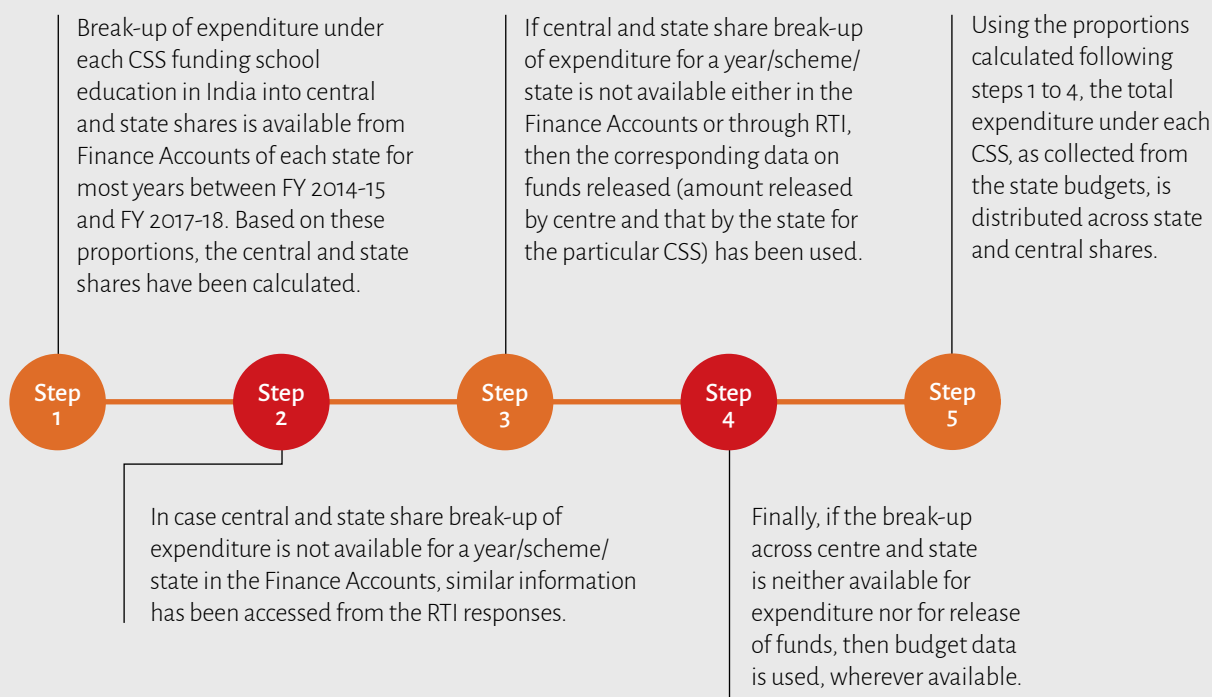 Break-up of expenditure under
each CSS funding school
education in India into central
and state shares is available from
Finance Accounts of each state for
most years between FY 2014-15
and FY 2017-18. Based on these
proportions, the central and state
shares have been calculated.
If central and state share break-up
of expenditure for a year/scheme/
state is not available either in the
Finance Accounts or through RTI,
then the corresponding data on
funds released (amount released
by centre and that by the state for
the particular CSS) has been used.
Using the proportions
calculated following
steps 1 to 4, the total
expenditure under each
CSS, as collected from
the state budgets, is
distributed across state
and central shares.
Step
1
Step
2
Step
3
Step
4
Step
5
In case central and state share break-up of
expenditure is not available for a year/scheme/
state in the Finance Accounts, similar information
has been accessed from the RTI responses.
Finally, if the break-up
across centre and state
is neither available for
expenditure nor for release
of funds, then budget data
is used, wherever available.